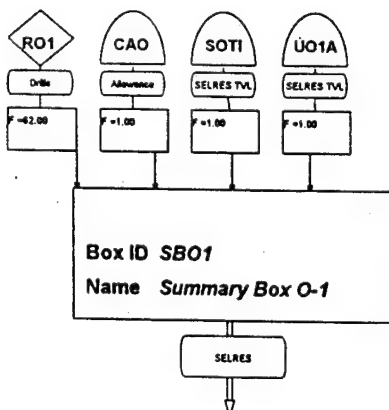 RO1 CAO SOTI UO1A
Drills Allowance SELRES TVL SELRES TVL
F =62.00 F =1.00 F =1.00 F =1.00
Box ID SBO1
Name Summary Box O-1
SELRES